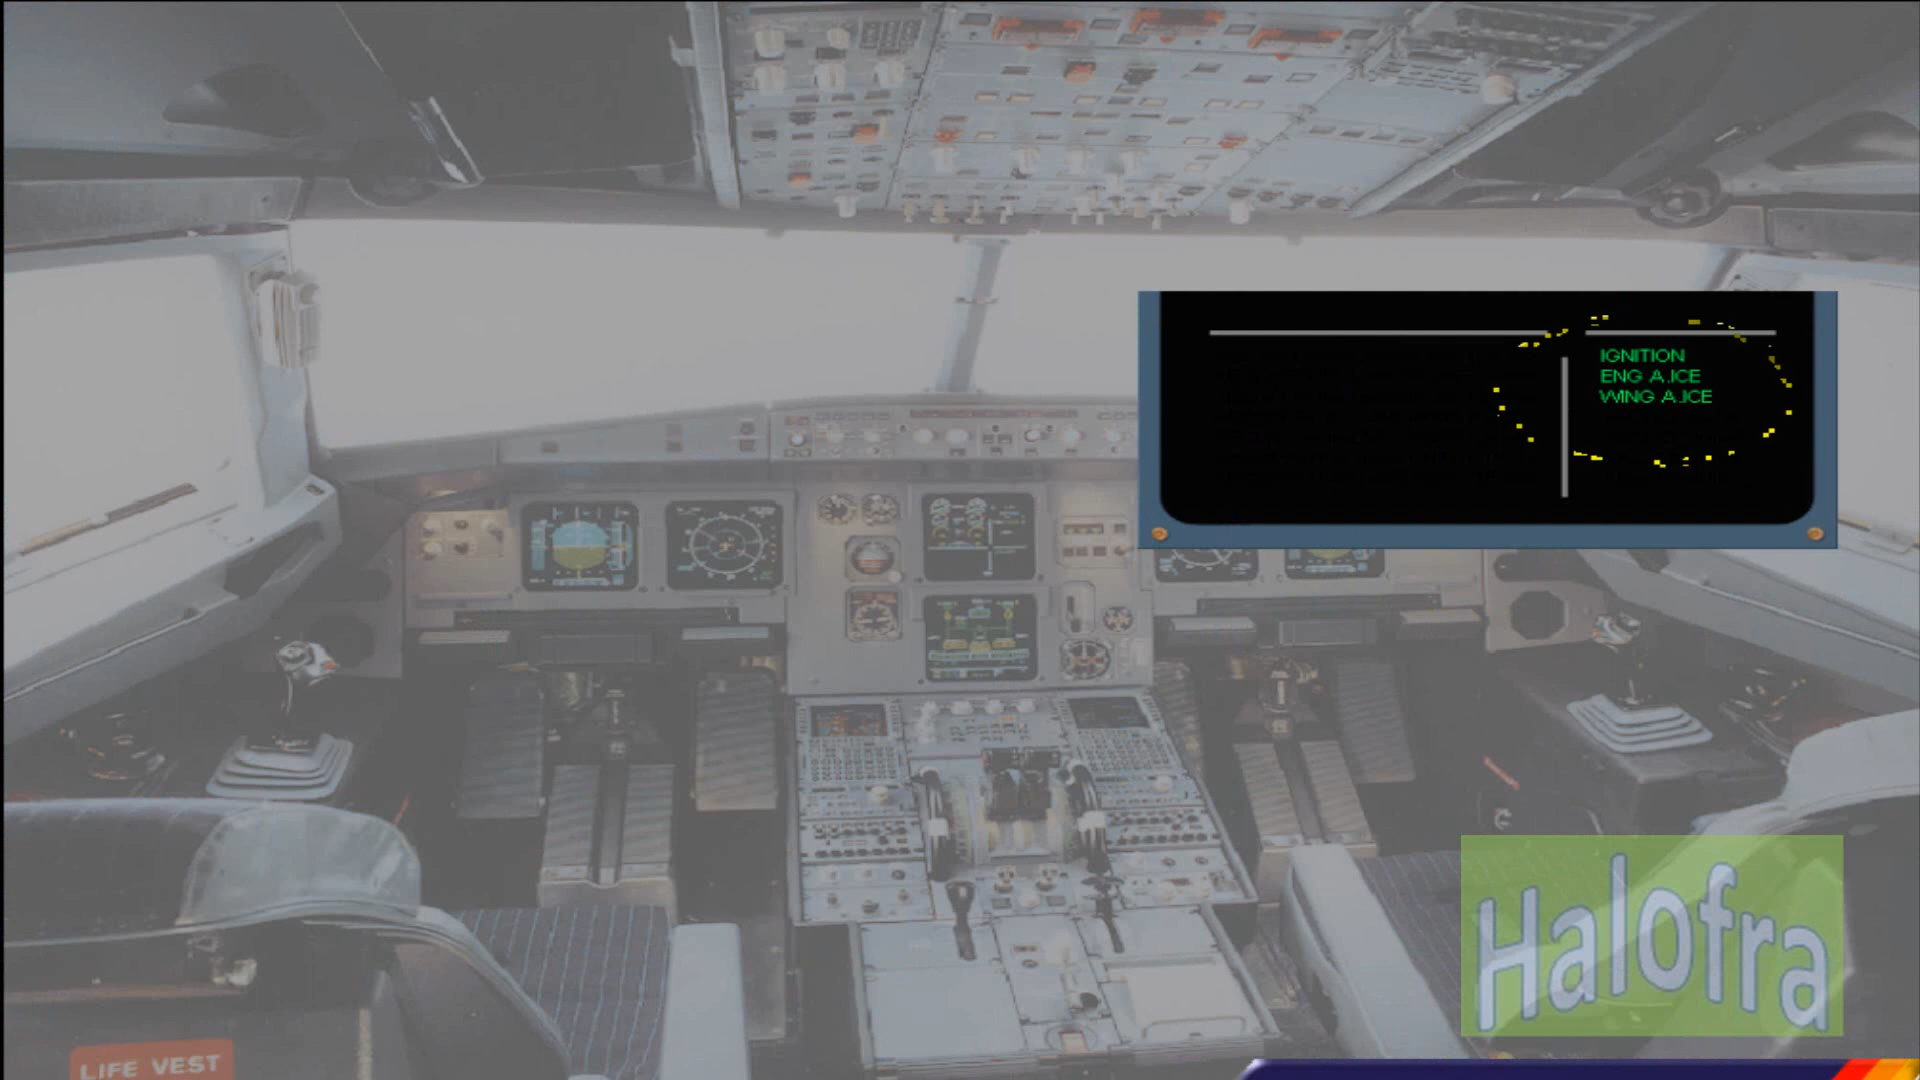 IGNITION
ENG A.ICE
WING A.ICE
Halofra
LIFE VEST